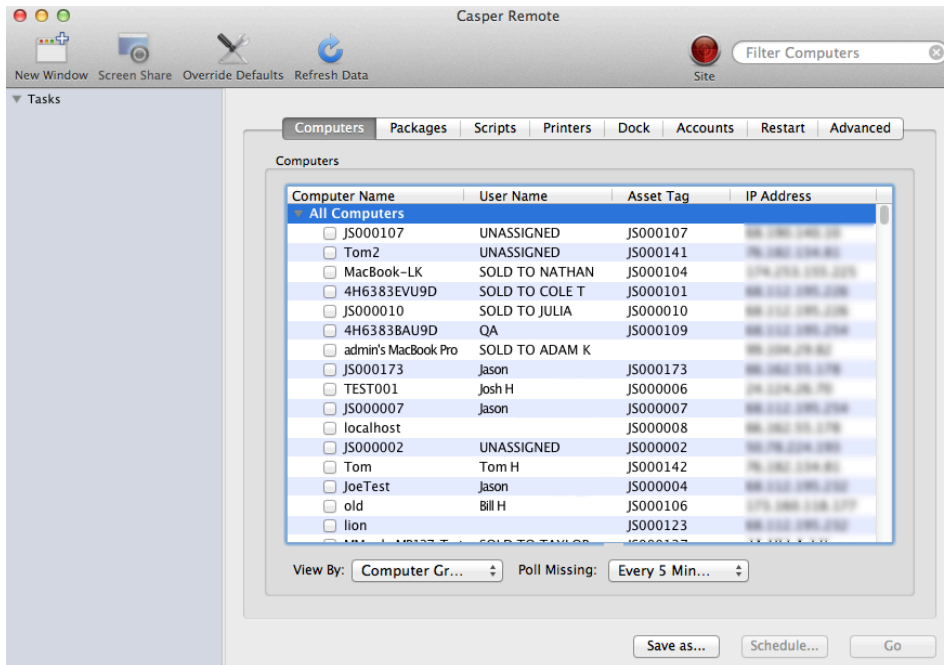 Casper Remote
New Window Screen Share Override Defaults Refresh Data Site Filter Computers
Tasks
Computers Packages Scripts Printers Dock Accounts Restart Advanced
Computers
Computer Name User Name Asset Tag IP Address
All Computers
JS000107 UNASSIGNED JS000107
Tom2 UNASSIGNED JS000141
MacBook-LK SOLD TO NATHAN JS000104
4H6383EVU9D SOLD TO COLE T JS000101
JS000010 SOLD TO JULIA JS000010
4H6383BAU9D QA JS000109
admin's MacBook Pro SOLD TO ADAM K
JS000173 Jason JS000173
TEST001 Josh H JS000006
JS000007 Jason JS000007
localhost JS000008
JS000002 UNASSIGNED JS000002
Tom Tom H JS000142
JoeTest Jason JS000004
old Bill H JS000106
lion JS000123
SOLD TO TAYLOR
View By: Computer Gr... Poll Missing: Every 5 Min...
Save as... Schedule... Go